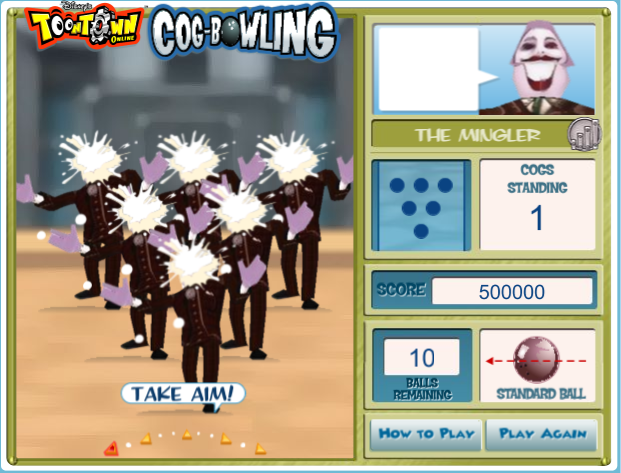 Disney's
TOONTOWN
ONLINE
COG-BOWLING
THE MINGLER
COGS
STANDING
1
SCORE
500000
10
BALLS
REMAINING
STANDARD BALL
TAKE AIM!
HOW TO PLAY
PLAY AGAIN